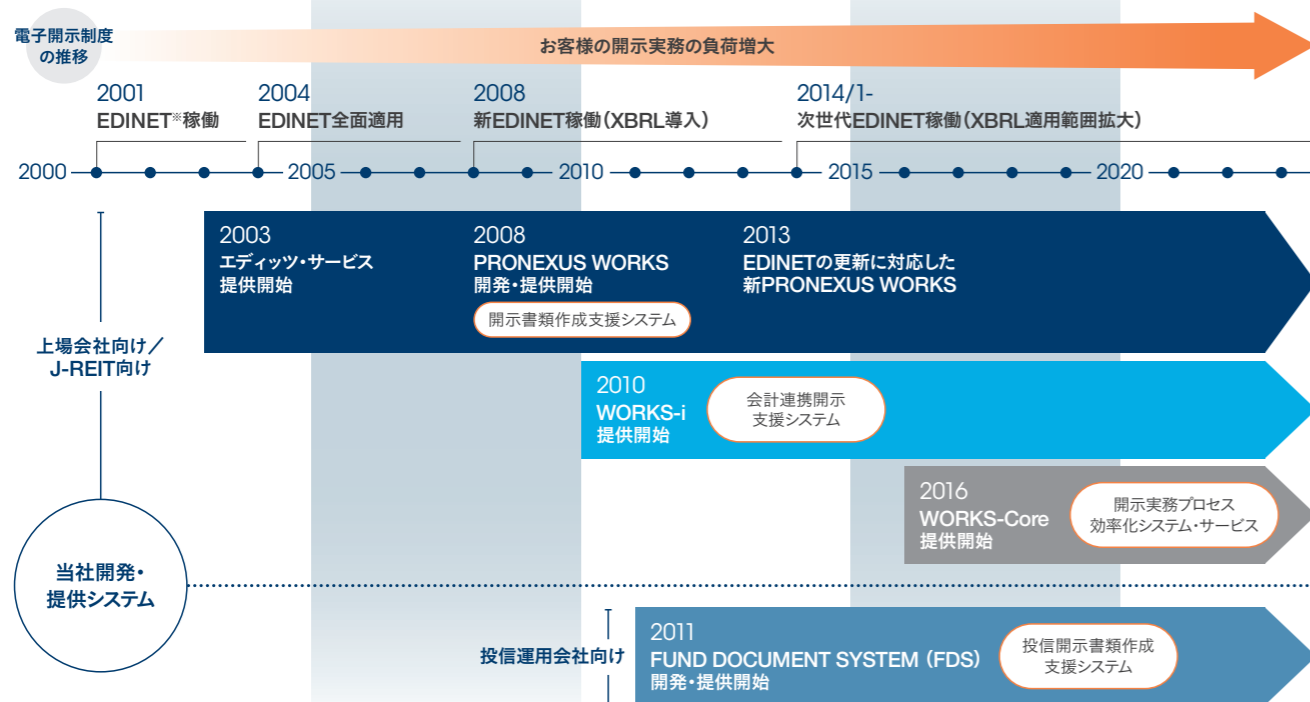 電子開示制度
の推移
お客様の開示実務の負荷増大
2001
EDINET※稼働
2004
EDINET全面適用
2008
新EDINET稼働（XBRL導入）
2014/1-
次世代EDINET稼働（XBRL適用範囲拡大）
2000
2005
2010
2015
2020
上場会社向け／
J-REIT向け
2003
エディッツ・サービス
提供開始
2008
PRONEXUS WORKS
開発・提供開始
開示書類作成支援システム
2013
EDINETの更新に対応した
新PRONEXUS WORKS
2010
WORKS-i
提供開始
会計連携開示
支援システム
2016
WORKS-Core
提供開始
開示実務プロセス
効率化システム・サービス
当社開発・
提供システム
投信運用会社向け
2011
FUND DOCUMENT SYSTEM（FDS）
開発・提供開始
投信開示書類作成
支援システム